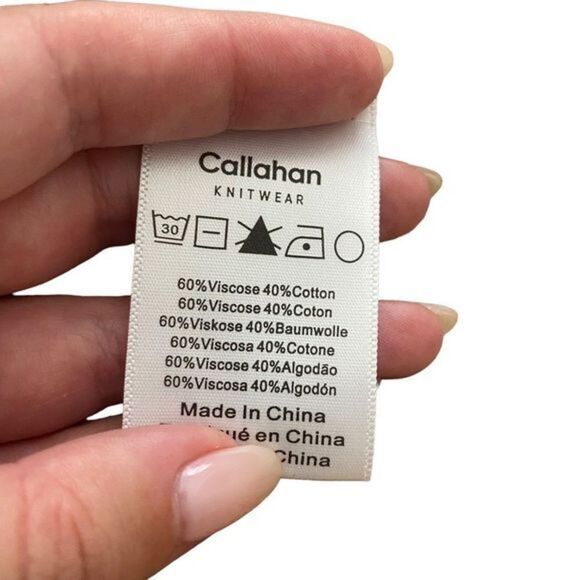 Callahan
KNITWEAR
30
60%Viscose 40%Cotton
60%Viscose 40%Coton
60%Viskose 40%Baumwolle
60%Viscosa 40%Cotone
60%Viscose 40%Algodão
60%Viscosa 40%Algodón
Made In China
en China
China